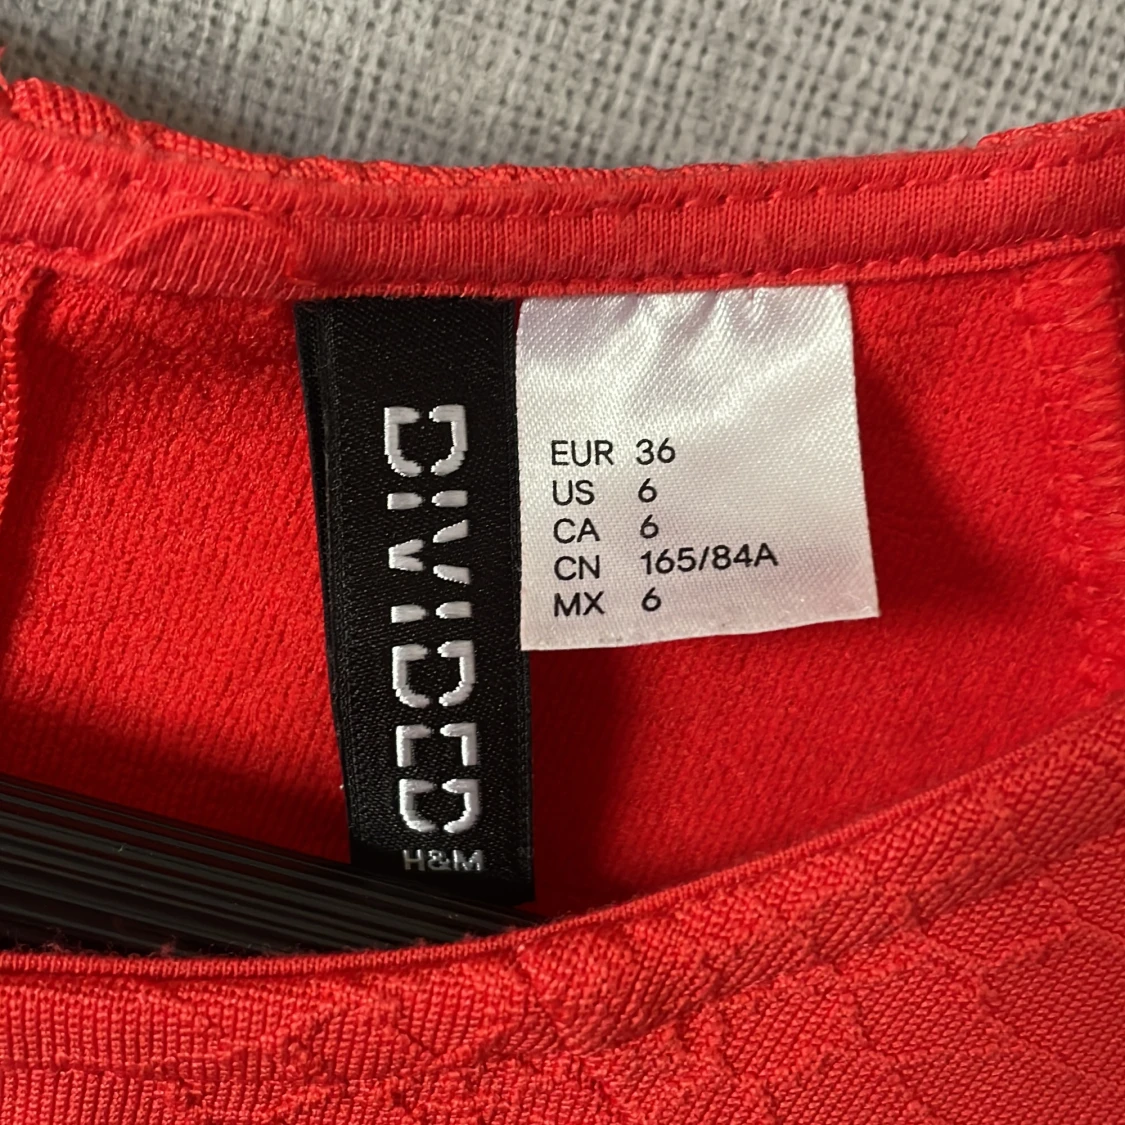 DIVIDED
H&M
EUR 36
US 6
CA 6
CN 165/84A
MX 6